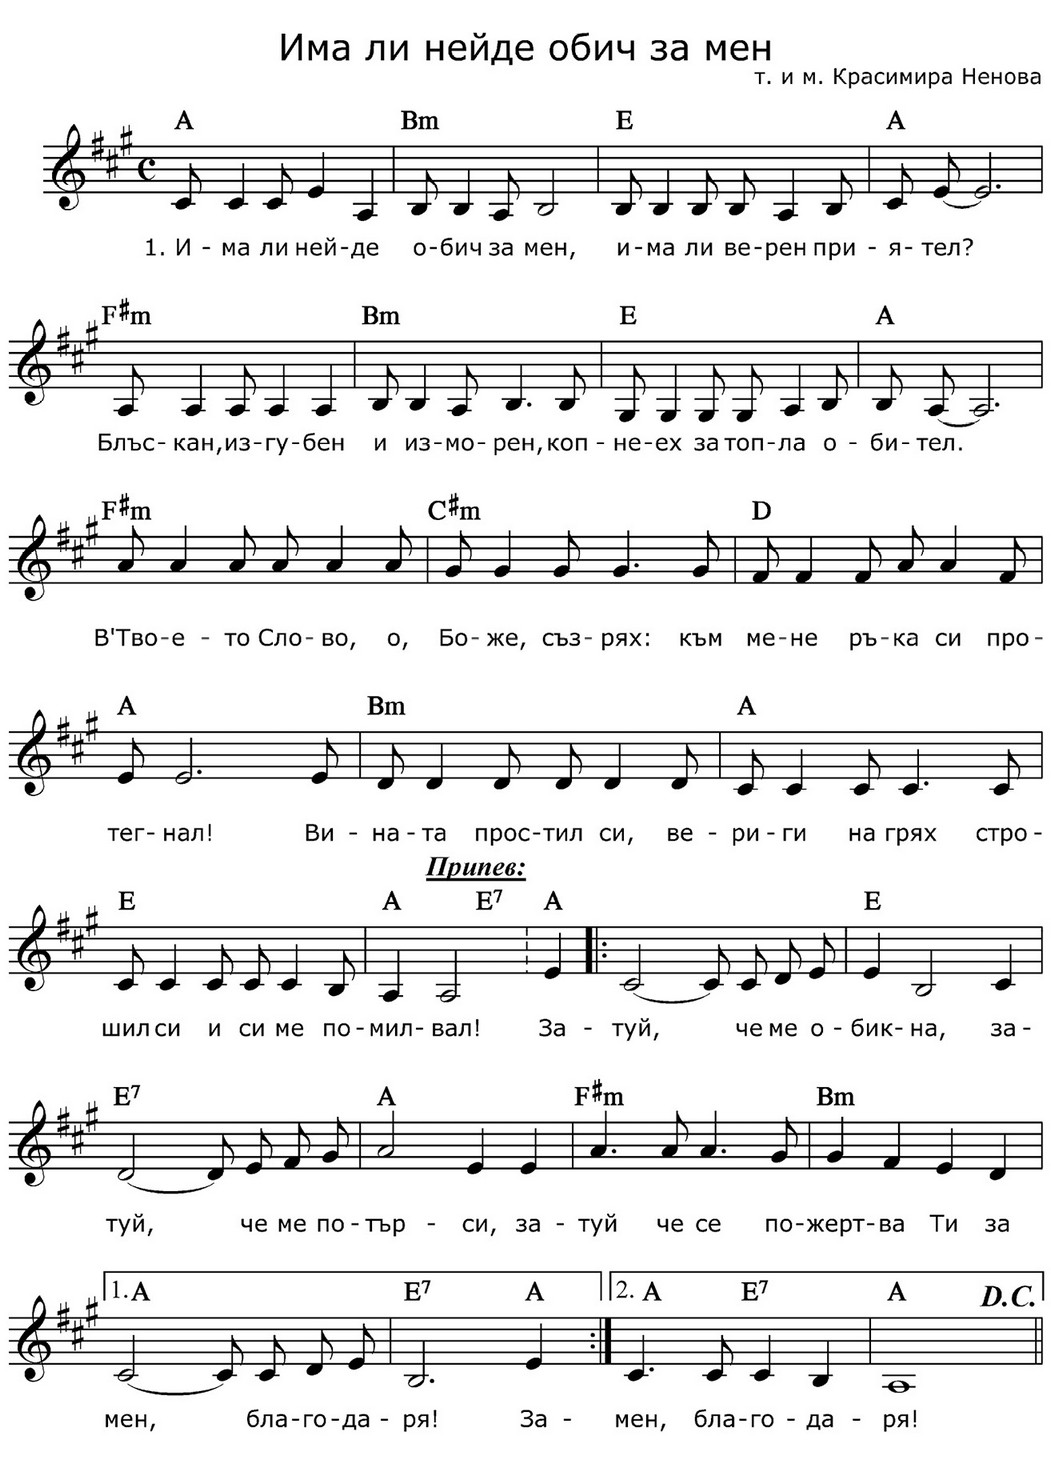 Има ли нейде обич за мен
т. и м. Красимира Ненова
A Bm E A
1. И - ма ли ней-де о-бич за мен, и-ма ли ве-рен при - я- тел?
F#m Bm E A
Блъс- кан,из-гу-бен и из-мо-рен,коп-не-ех за топ-ла о - би-тел.
F#m C#m D
В'Тво-е - то Сло- во, о, Бо- же, съз- рях: към ме-не ръ-ка си про-
A Bm A
тег- нал! Ви - на- та прос-тил си, ве - ри - ги на грях стро-
Припев:
E A E7 A E
шил си и си ме по-мил- вал! За - туй, че ме о - бик- на, за-
E7 A F#m Bm
туй, че ме по-тър - си, за - туй че се по-жерт-ва Ти за
1. A E7 A 2. A E7 A D.C.
мен, бла-го-да- ря! За - мен, бла-го - да - ря!